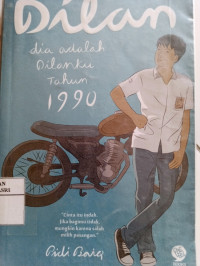 Dilan
dia adalah
Dilanku
tahun
1990
"Cinta itu indah.
Jika bagimu tidak,
mungkin karena salah
milih pasangan."
Pidi Baiq